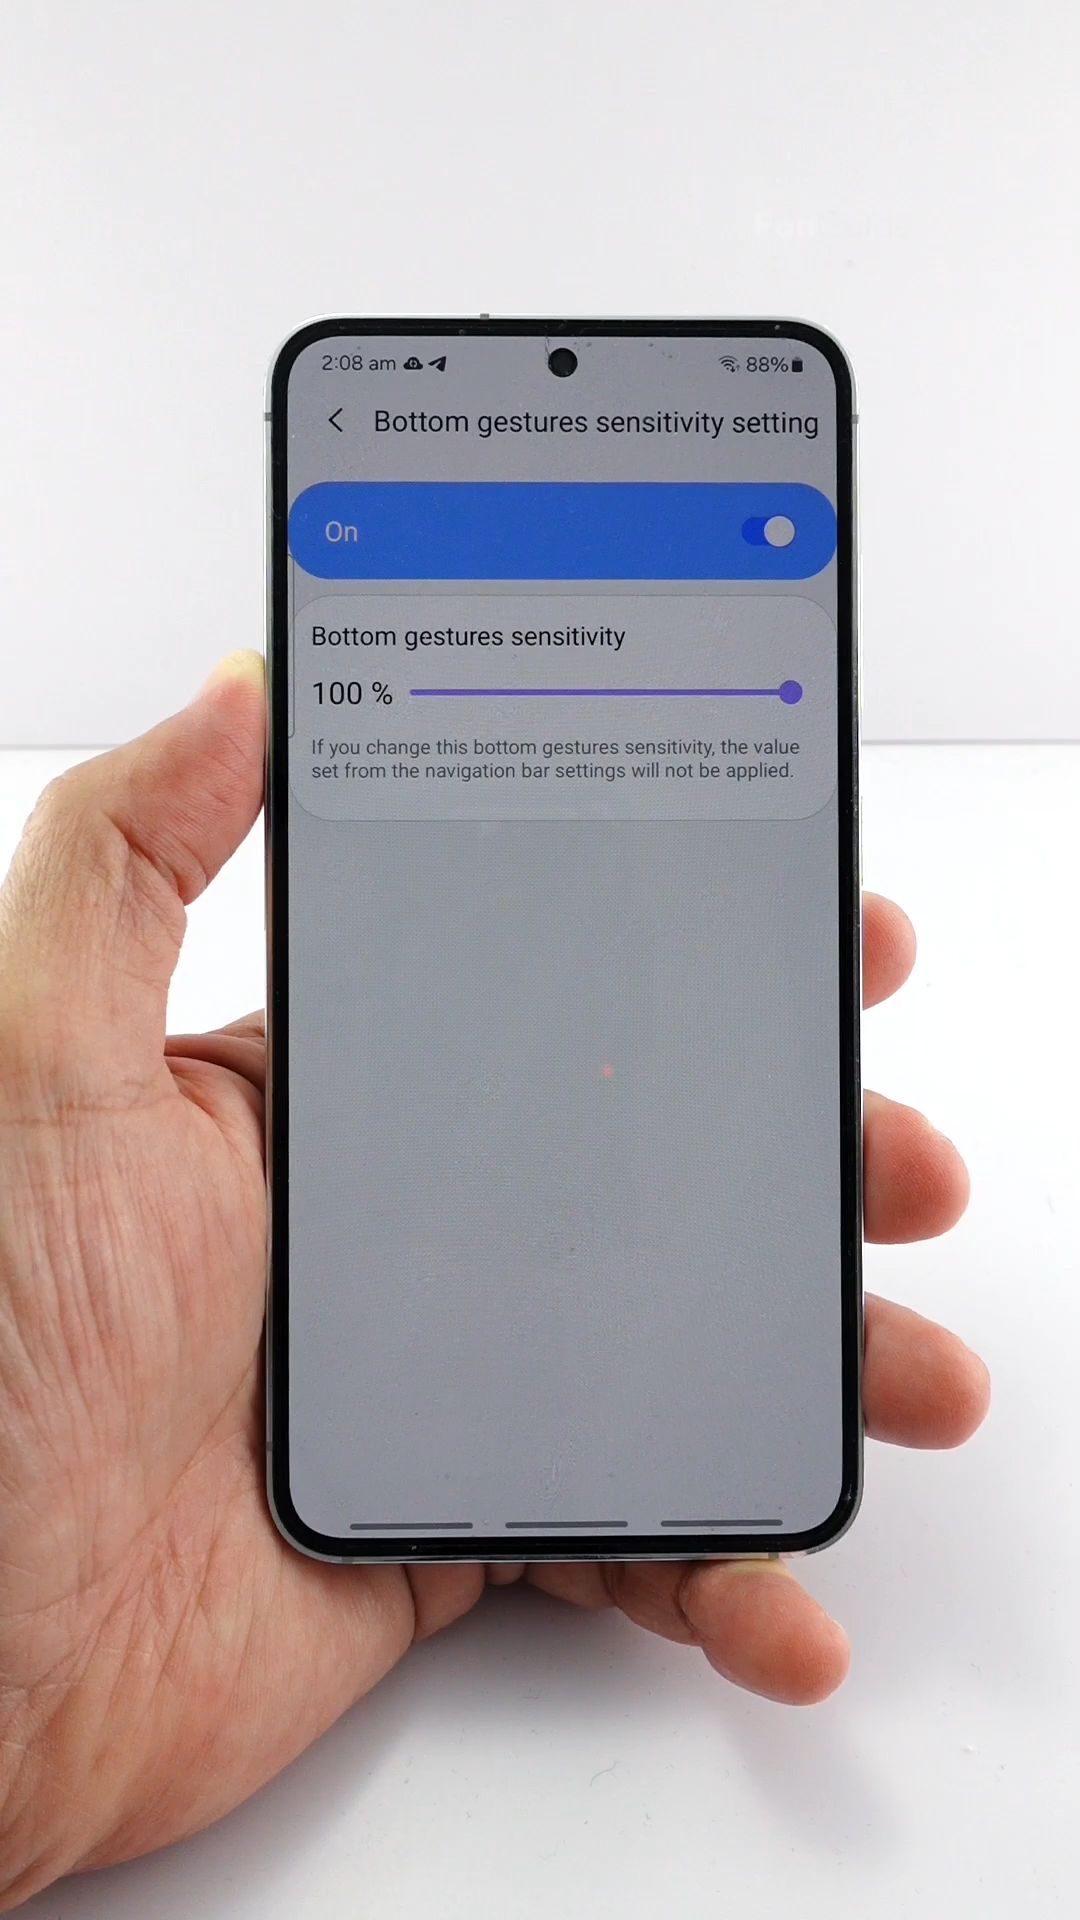 2:08 am
88%
Bottom gestures sensitivity setting
On
Bottom gestures sensitivity
100 %
If you change this bottom gestures sensitivity, the value
set from the navigation bar settings will not be applied.